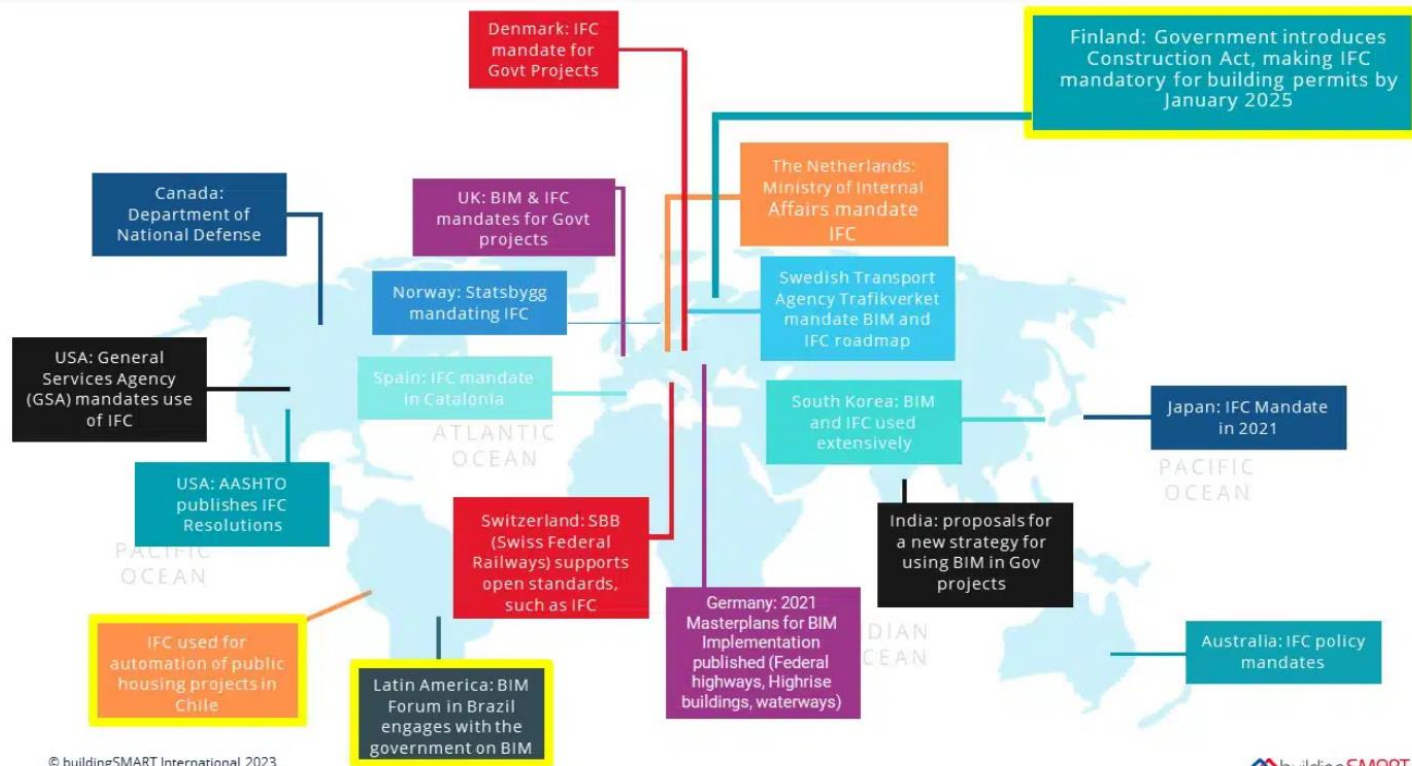 Denmark: IFC
mandate for
Govt Projects
Finland: Government introduces
Construction Act, making IFC
mandatory for building permits by
January 2025
Canada:
Department of
National Defense
UK: BIM & IFC
mandates for Govt
projects
The Netherlands:
Ministry of Internal
Affairs mandate
IFC
Norway: Statsbygg
mandating IFC
Swedish Transport
Agency Trafikverket
mandate BIM and
IFC roadmap
USA: General
Services Agency
(GSA) mandates use
of IFC
Spain: IFC mandate
in Catalonia
South Korea: BIM
and IFC used
extensively
Japan: IFC Mandate
in 2021
ATLANTIC
OCEAN
PACIFIC
OCEAN
USA: AASHTO
publishes IFC
Resolutions
PACIFIC
OCEAN
Switzerland: SBB
(Swiss Federal
Railways) supports
open standards,
such as IFC
India: proposals for
a new strategy for
using BIM in Gov
projects
Germany: 2021
Masterplans for BIM
Implementation
published (Federal
highways, Highrise
buildings, waterways)
DIAN
CEAN
IFC used for
automation of public
housing projects in
Chile
Latin America: BIM
Forum in Brazil
engages with the
government on BIM
Australia: IFC policy
mandates
© buildingSMART International 2023
buildingSMART